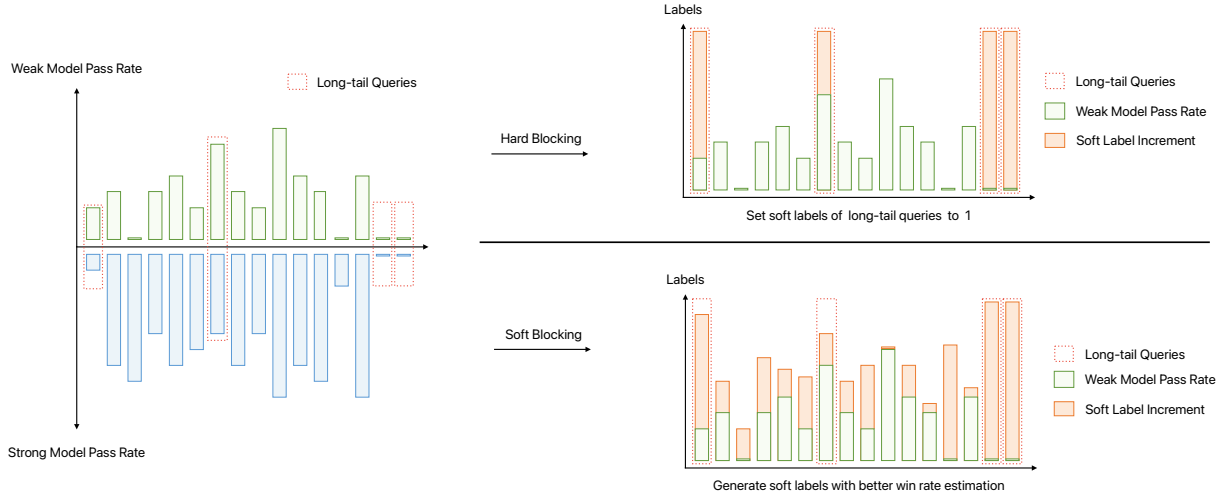 Weak Model Pass Rate
Long-tail Queries
Strong Model Pass Rate
Hard Blocking
Labels
Long-tail Queries
Weak Model Pass Rate
Soft Label Increment
Set soft labels of long-tail queries to 1
Soft Blocking
Labels
Long-tail Queries
Weak Model Pass Rate
Soft Label Increment
Generate soft labels with better win rate estimation